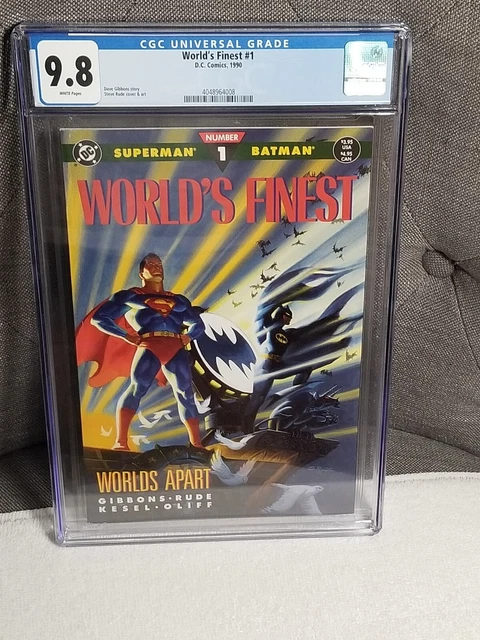 CGC UNIVERSAL GRADE
9.8
WHITE Pages
World's Finest #1
D.C. Comics, 1990
Dave Gibbons story
Steve Rude cover & art
4048964008
DC
SUPERMAN
NUMBER
1
BATMAN
$3.95
USA
$4.95
CAN
WORLD'S FINEST
WORLDS APART
GIBBONS · RUDE
KESEL · OLIFF